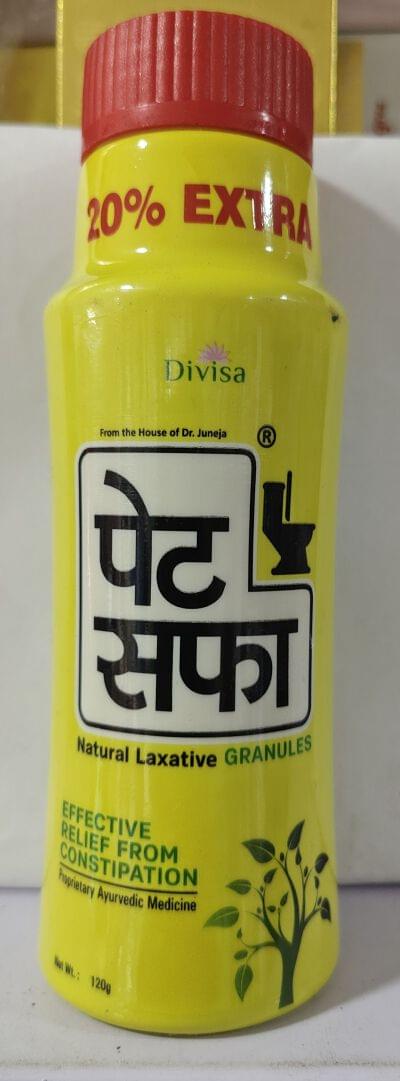 20% EXTRA
Divisa
From the House of Dr. Juneja
®
पेट
सफा
Natural Laxative GRANULES
EFFECTIVE
RELIEF FROM
CONSTIPATION
Proprietary Ayurvedic Medicine
Net Wt.: 120g